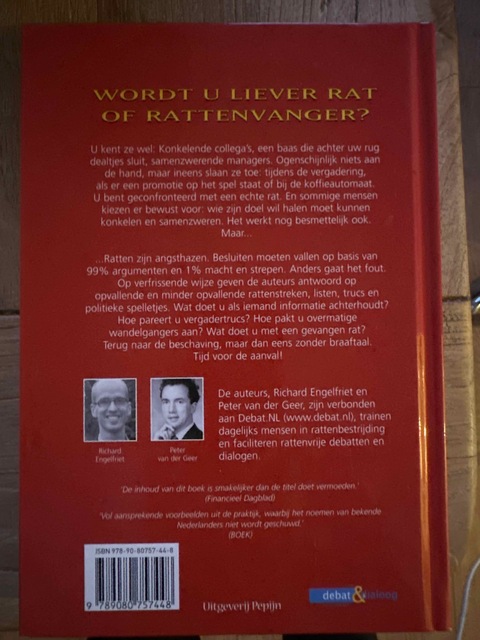 WORDT U LIEVER RAT
OF RATTENVANGER?
U kent ze wel: Konkelende collega's, een baas die achter uw rug
dealtjes sluit, samenzwerende managers. Ogenschijnlijk niets aan
de hand, maar ineens slaan ze toe: tijdens de vergadering,
als er een promotie op het spel staat of bij de koffieautomaat.
U bent geconfronteerd met een echte rat. En sommige mensen
kiezen er bewust voor: wie zijn doel wil halen moet kunnen
konkelen en samenzweren. Het werkt nog besmettelijk ook.
Maar...
...Ratten zijn angsthazen. Besluiten moeten vallen op basis van
99% argumenten en 1% macht en strepen. Anders gaat het fout.
Op verfrissende wijze geven de auteurs antwoord op
opvallende en minder opvallende rattenstreken, listen, trucs en
politieke spelletjes. Wat doet u als iemand informatie achterhoudt?
Hoe pareert u vergadertrucs? Hoe pakt u overmatige
wandelgangers aan? Wat doet u met een gevangen rat?
Terug naar de beschaving, maar dan eens zonder braaftaal.
Tijd voor de aanval!
De auteurs, Richard Engelfriet en
Peter van der Geer, zijn verbonden
aan Debat.NL (www.debat.nl), trainen
dagelijks mensen in rattenbestrijding
en faciliteren rattenvrije debatten en
dialogen.
Richard
Engelfriet
Peter
van der Geer
'De inhoud van dit boek is smakelijker dan de titel doet vermoeden.'
(Financieel Dagblad)
'Vol aansprekende voorbeelden uit de praktijk, waarbij het noemen van bekende
Nederlanders niet wordt geschuwd.'
(BOEK)
ISBN 978-90-80757-44-8
9 789080 757448
Uitgeverij Pepijn
debat&dialoog